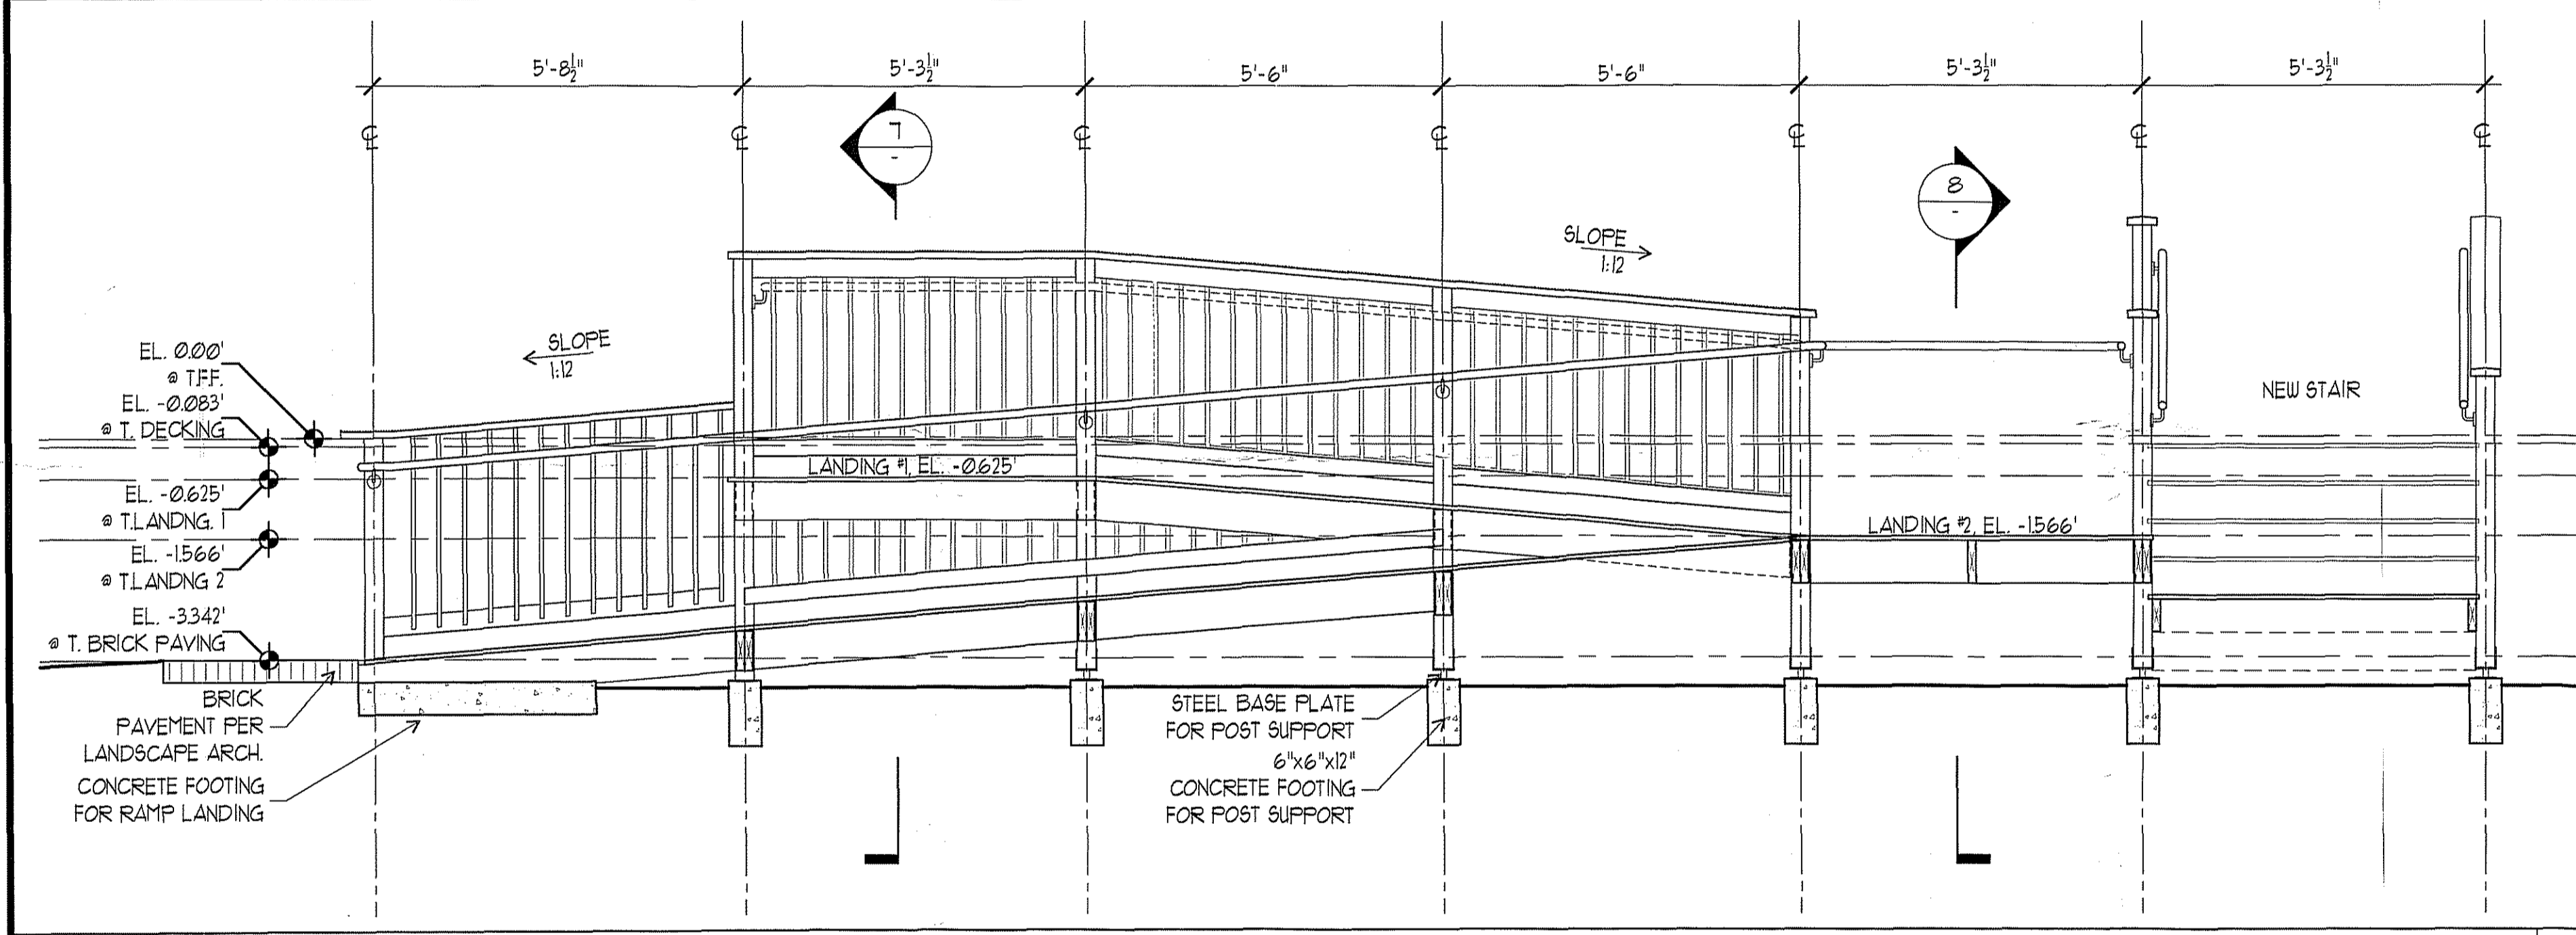 5'-8½"
5'-3½"
5'-6"
5'-6"
5'-3½"
5'-3½"
℄
℄
℄
℄
℄
℄
℄
7
-
8
-
SLOPE
1:12
SLOPE
1:12
EL. 0.00'
@ T.F.F.
EL. -0.083'
@ T. DECKING
EL. -0.625'
@ T.LANDNG. 1
EL. -1.566'
@ T.LANDNG 2
EL. -3.342'
@ T. BRICK PAVING
LANDING #1, EL. -0.625'
LANDING #2, EL. -1.566'
NEW STAIR
BRICK
PAVEMENT PER
LANDSCAPE ARCH.
CONCRETE FOOTING
FOR RAMP LANDING
STEEL BASE PLATE
FOR POST SUPPORT
6"x6"x12"
CONCRETE FOOTING
FOR POST SUPPORT